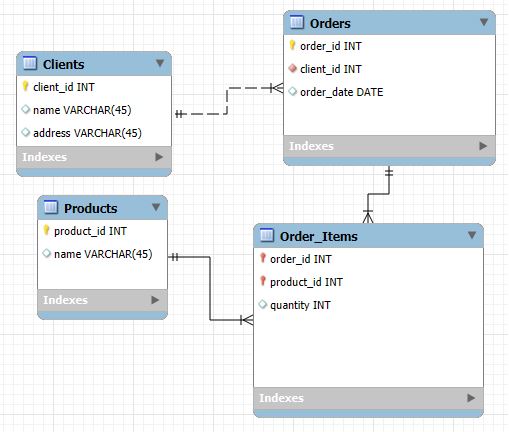 Clients
client_id INT
name VARCHAR(45)
address VARCHAR(45)
Indexes
Orders
order_id INT
client_id INT
order_date DATE
Indexes
Products
product_id INT
name VARCHAR(45)
Indexes
Order_Items
order_id INT
product_id INT
quantity INT
Indexes